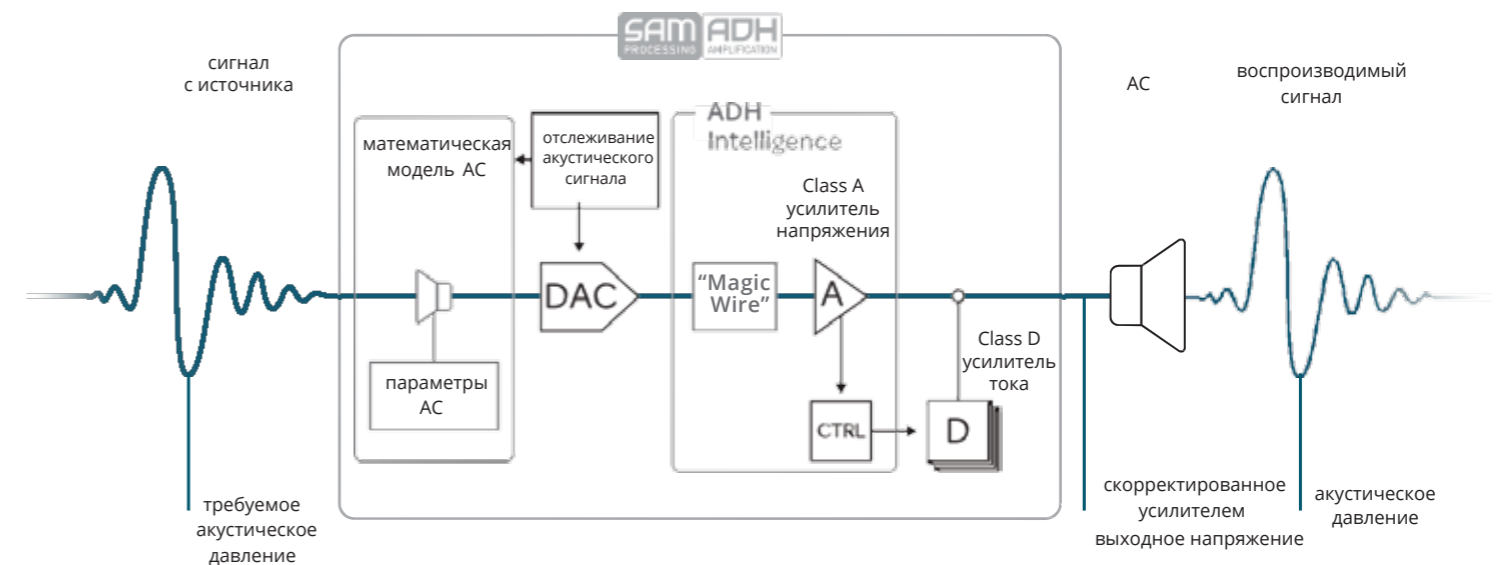 SAM ADH
PROCESSING AMPLIFICATION
сигнал
с источника
АС
воспроизводимый
сигнал
математическая
модель АС
отслеживание
акустического
сигнала
ADH
Intelligence
Class A
усилитель
напряжения
DAC
“Magic
Wire”
A
параметры
АС
CTRL
Class D
усилитель
тока
D
требуемое
акустическое
давление
скорректированное
усилителем
выходное напряжение
акустическое
давление